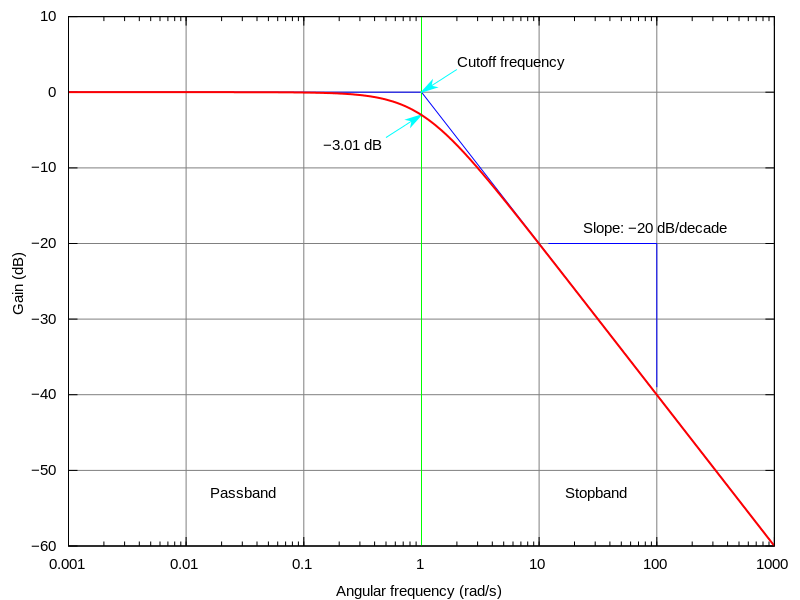 10
0
−10
−20
−30
−40
−50
−60
Gain (dB)
Cutoff frequency
−3.01 dB
Slope: −20 dB/decade
Passband
Stopband
0.001
0.01
0.1
1
10
100
1000
Angular frequency (rad/s)